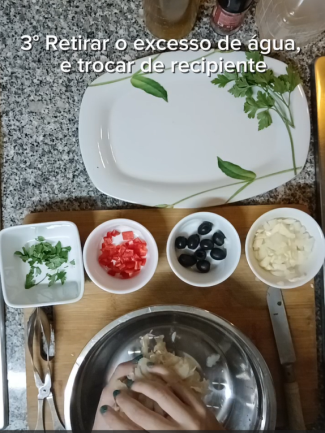 3° Retirar o excesso de água,
e trocar de recipiente